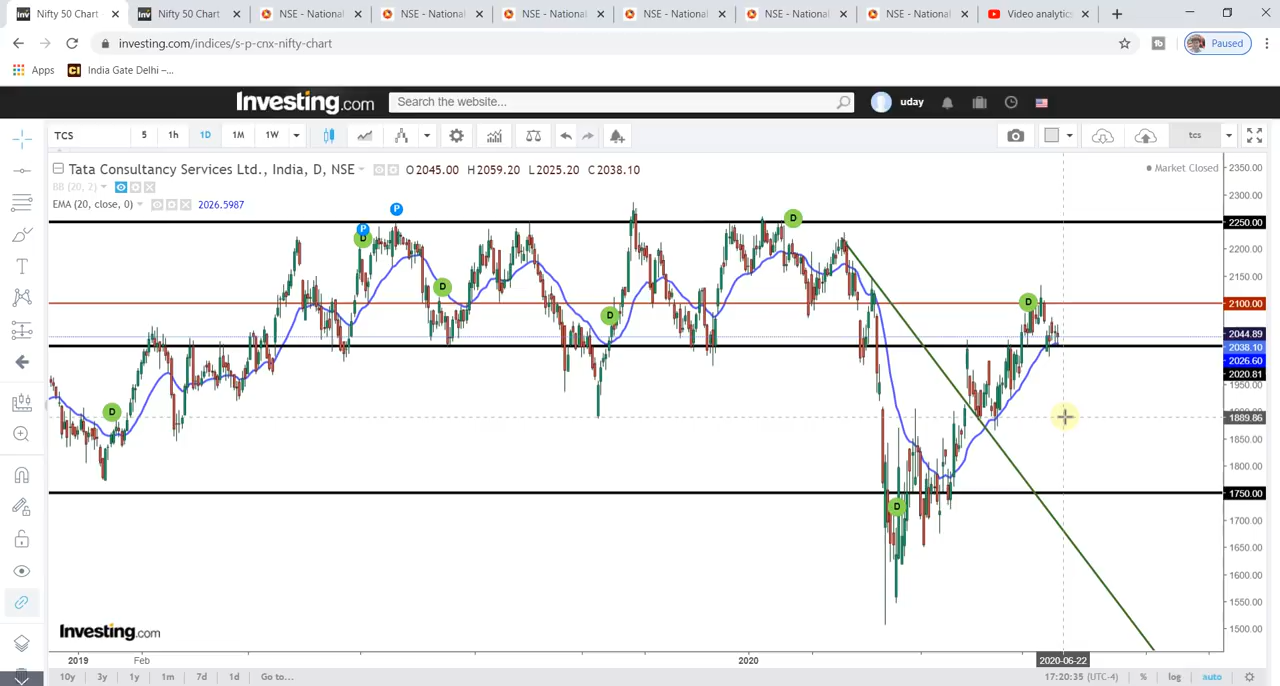 Nifty 50 Chart
Nifty 50 Chart
NSE - National
NSE - National
NSE - National
NSE - National
NSE - National
NSE - National
Video analytics
investing.com/indices/s-p-cnx-nifty-chart
Paused
Apps
India Gate Delhi –...
Investing.com
Search the website...
uday
TCS
5
1h
1D
1M
1W
tcs
Tata Consultancy Services Ltd., India, D, NSE
O2045.00 H2059.20 L2025.20 C2038.10
Market Closed
BB (20, 2)
EMA (20, close, 0)
2026.5987
P
P
D
D
D
D
D
D
D
2350.00
2300.00
2250.00
2200.00
2150.00
2100.00
2044.89
2038.10
2026.60
2020.81
1950.00
1889.86
1850.00
1800.00
1750.00
1700.00
1650.00
1600.00
1550.00
1500.00
Investing.com
2019
Feb
2020
2020-06-22
10y
3y
1y
1m
7d
1d
Go to...
17:20:35 (UTC-4)
%
log
auto